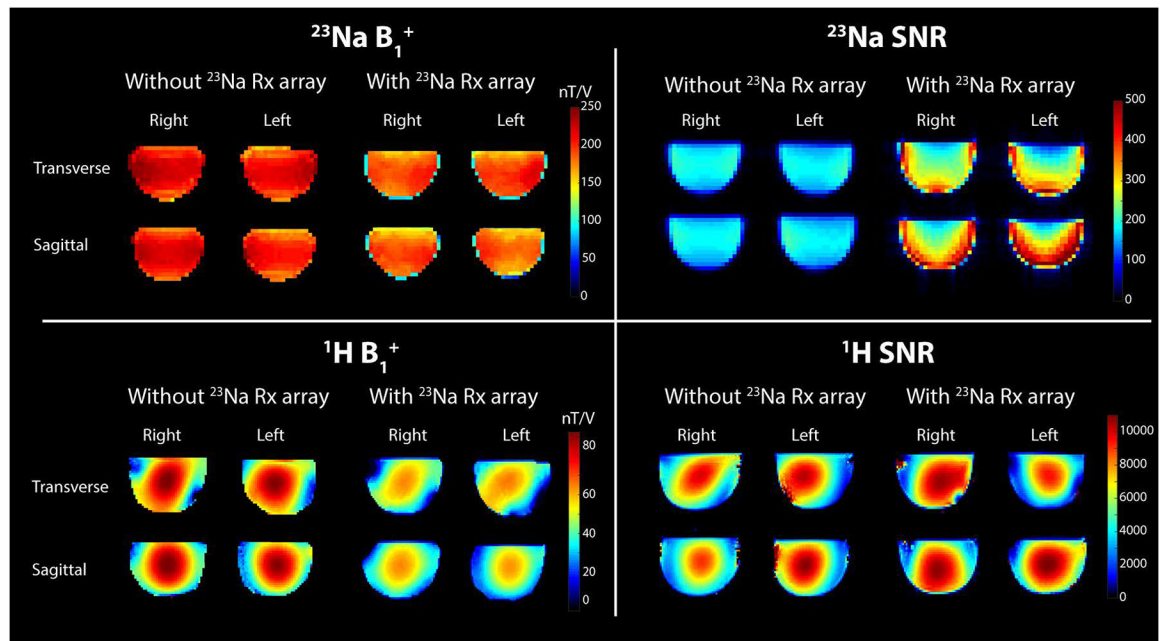 ²³Na B₁⁺
Without ²³Na Rx array With ²³Na Rx array nT/V
Right Left Right Left
250
200
150
100
50
0
Transverse
Sagittal
²³Na SNR
Without ²³Na Rx array With ²³Na Rx array
Right Left Right Left
500
400
300
200
100
0
¹H B₁⁺
Without ²³Na Rx array With ²³Na Rx array
nT/V
Right Left Right Left
80
60
40
20
0
Transverse
Sagittal
¹H SNR
Without ²³Na Rx array With ²³Na Rx array
Right Left Right Left
10000
8000
6000
4000
2000
0